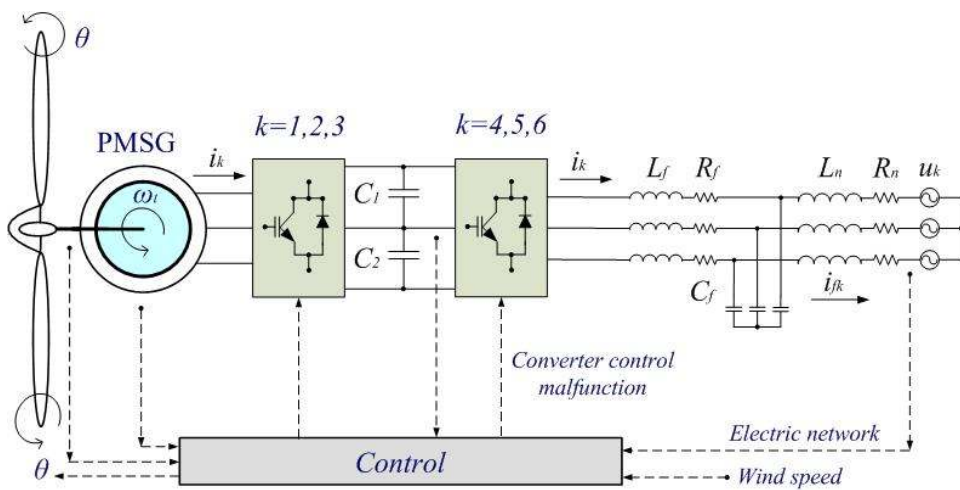 θ
k=1,2,3
k=4,5,6
PMSG
i_k
i_k
L_f
R_f
L_n
R_n
u_k
ω_t
C_1
C_2
C_f
i_fk
Converter control
malfunction
Electric network
Control
θ
Wind speed